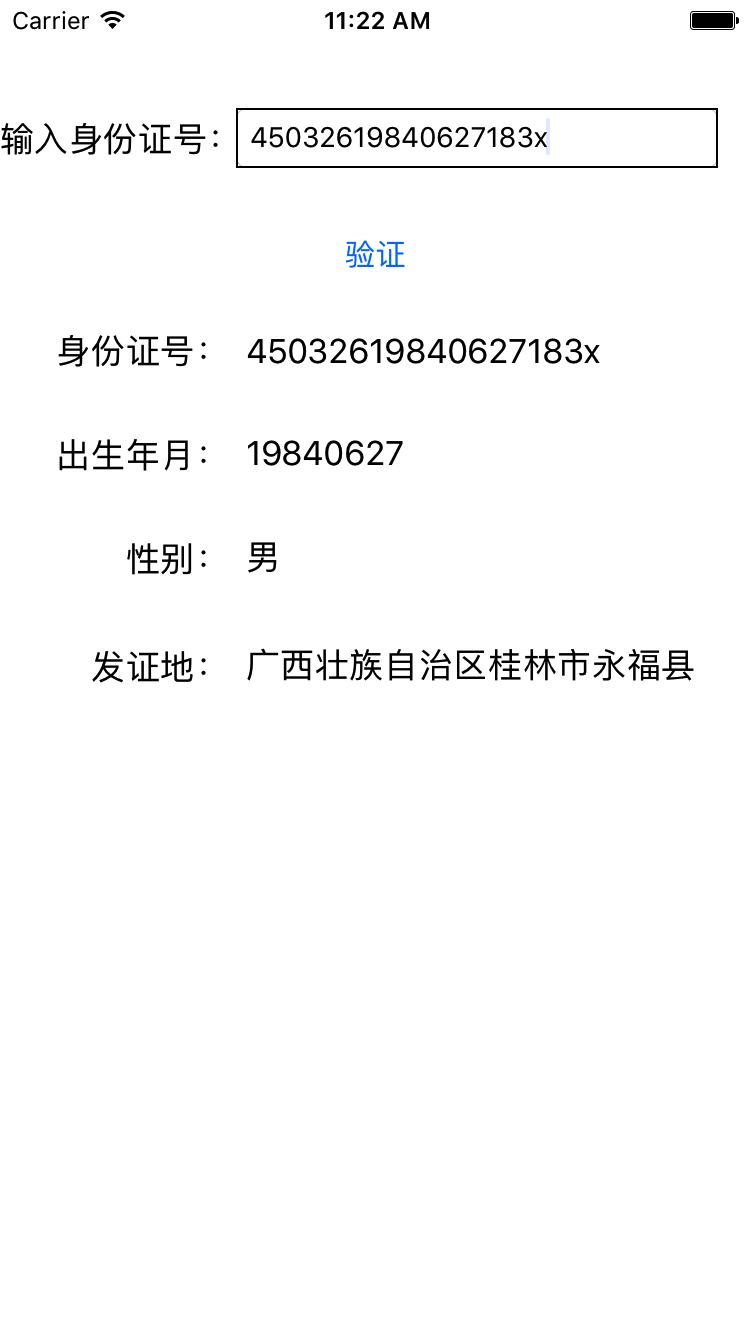 Carrier 11:22 AM
输入身份证号： 45032619840627183x
验证
身份证号： 45032619840627183x
出生年月： 19840627
性别： 男
发证地： 广西壮族自治区桂林市永福县